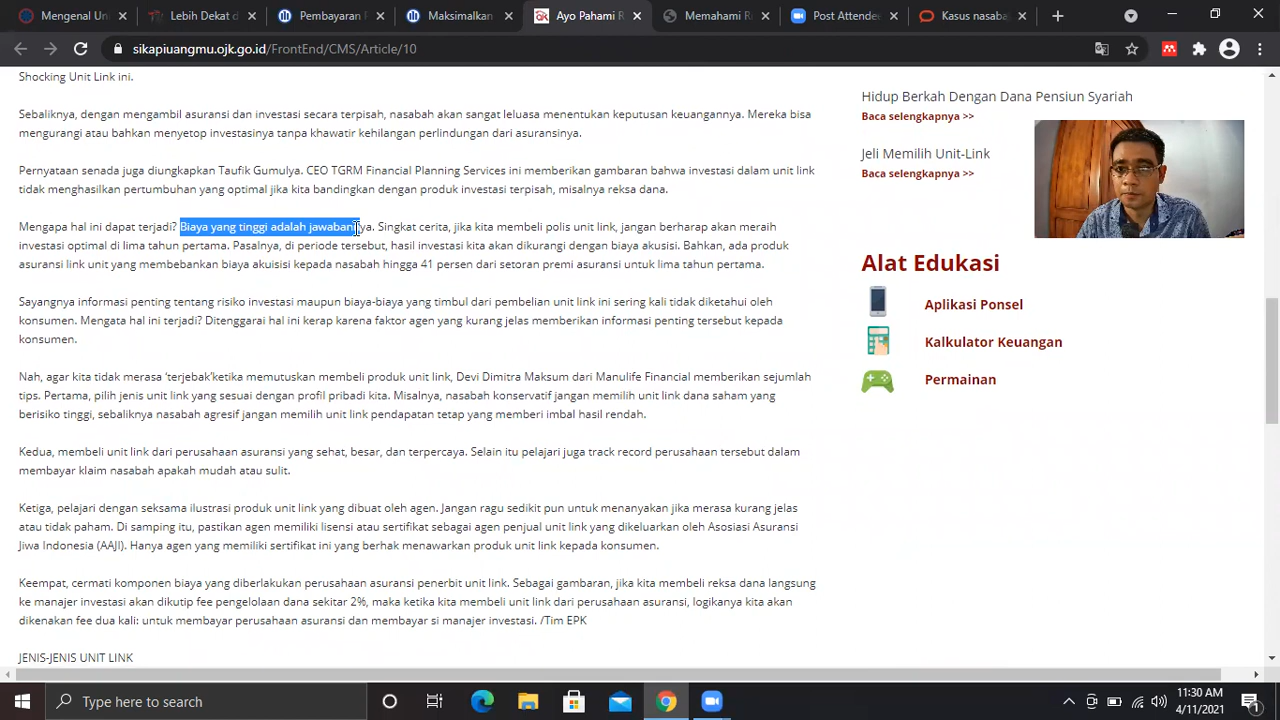 Mengenal Uni
Lebih Dekat d
Pembayaran P
Maksimalkan
Ayo Pahami R
Memahami Re
Post Attende
Kasus nasaba
sikapiuangmu.ojk.go.id/FrontEnd/CMS/Article/10
Shocking Unit Link ini.
Sebaliknya, dengan mengambil asuransi dan investasi secara terpisah, nasabah akan sangat leluasa menentukan keputusan keuangannya. Mereka bisa
mengurangi atau bahkan menyetop investasinya tanpa khawatir kehilangan perlindungan dari asuransinya.
Pernyataan senada juga diungkapkan Taufik Gumulya. CEO TGRM Financial Planning Services ini memberikan gambaran bahwa investasi dalam unit link
tidak menghasilkan pertumbuhan yang optimal jika kita bandingkan dengan produk investasi terpisah, misalnya reksa dana.
Mengapa hal ini dapat terjadi? Biaya yang tinggi adalah jawabannya. Singkat cerita, jika kita membeli polis unit link, jangan berharap akan meraih
investasi optimal di lima tahun pertama. Pasalnya, di periode tersebut, hasil investasi kita akan dikurangi dengan biaya akusisi. Bahkan, ada produk
asuransi link unit yang membebankan biaya akuisisi kepada nasabah hingga 41 persen dari setoran premi asuransi untuk lima tahun pertama.
Sayangnya informasi penting tentang risiko investasi maupun biaya-biaya yang timbul dari pembelian unit link ini sering kali tidak diketahui oleh
konsumen. Mengata hal ini terjadi? Ditenggarai hal ini kerap karena faktor agen yang kurang jelas memberikan informasi penting tersebut kepada
konsumen.
Nah, agar kita tidak merasa ‘terjebak’ketika memutuskan membeli produk unit link, Devi Dimitra Maksum dari Manulife Financial memberikan sejumlah
tips. Pertama, pilih jenis unit link yang sesuai dengan profil pribadi kita. Misalnya, nasabah konservatif jangan memilih unit link dana saham yang
berisiko tinggi, sebaliknya nasabah agresif jangan memilih unit link pendapatan tetap yang memberi imbal hasil rendah.
Kedua, membeli unit link dari perusahaan asuransi yang sehat, besar, dan terpercaya. Selain itu pelajari juga track record perusahaan tersebut dalam
membayar klaim nasabah apakah mudah atau sulit.
Ketiga, pelajari dengan seksama ilustrasi produk unit link yang dibuat oleh agen. Jangan ragu sedikit pun untuk menanyakan jika merasa kurang jelas
atau tidak paham. Di samping itu, pastikan agen memiliki lisensi atau sertifikat sebagai agen penjual unit link yang dikeluarkan oleh Asosiasi Asuransi
Jiwa Indonesia (AAJI). Hanya agen yang memiliki sertifikat ini yang berhak menawarkan produk unit link kepada konsumen.
Keempat, cermati komponen biaya yang diberlakukan perusahaan asuransi penerbit unit link. Sebagai gambaran, jika kita membeli reksa dana langsung
ke manajer investasi akan dikutip fee pengelolaan dana sekitar 2%, maka ketika kita membeli unit link dari perusahaan asuransi, logikanya kita akan
dikenakan fee dua kali: untuk membayar perusahaan asuransi dan membayar si manajer investasi. /Tim EPK
JENIS-JENIS UNIT LINK
Hidup Berkah Dengan Dana Pensiun Syariah
Baca selengkapnya >>
Jeli Memilih Unit-Link
Baca selengkapnya >>
Alat Edukasi
Aplikasi Ponsel
Kalkulator Keuangan
Permainan
Type here to search
11:30 AM
4/11/2021